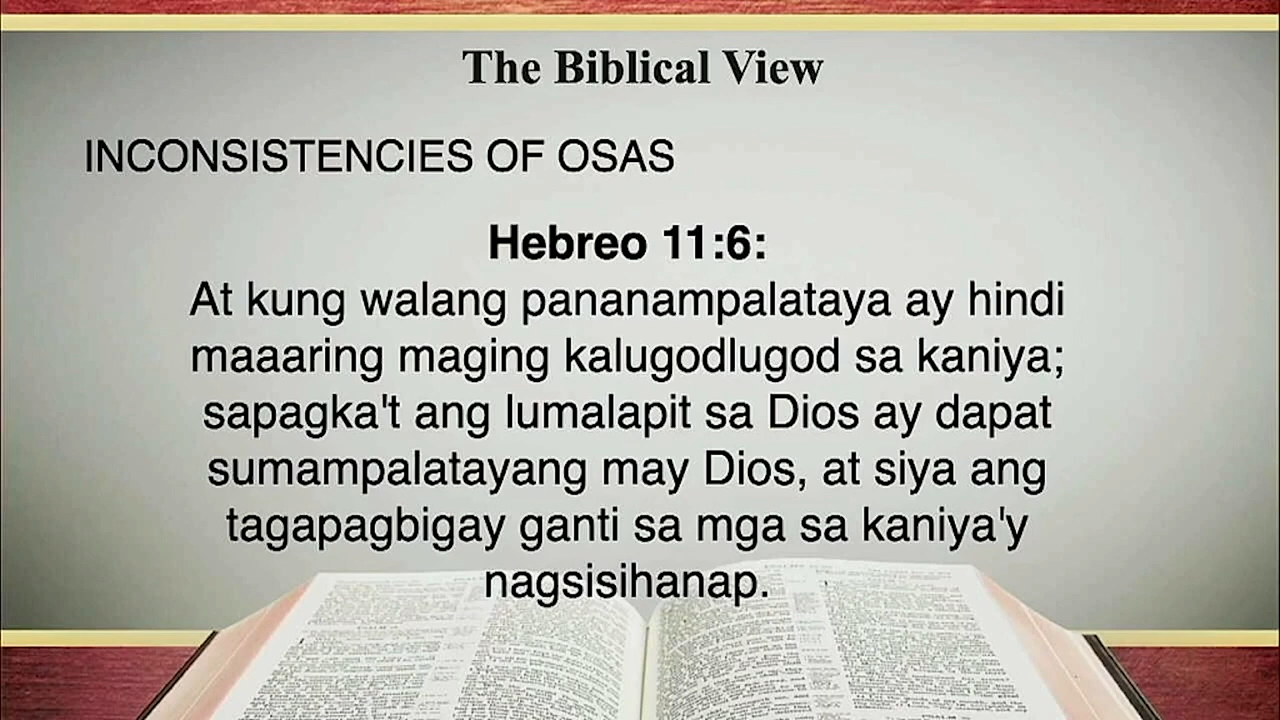 The Biblical View
INCONSISTENCIES OF OSAS
Hebreo 11:6:
At kung walang pananampalataya ay hindi
maaaring maging kalugodlugod sa kaniya;
sapagka't ang lumalapit sa Dios ay dapat
sumampalatayang may Dios, at siya ang
tagapagbigay ganti sa mga sa kaniya'y
nagsisihanap.